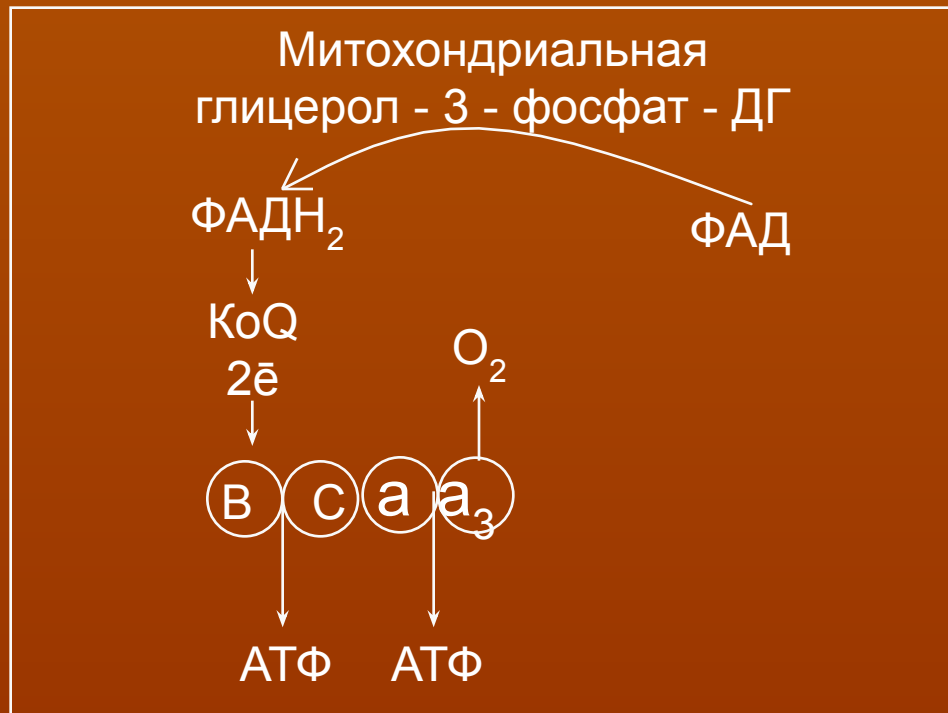 Митохондриальная
глицерол - 3 - фосфат - ДГ
ФАДН₂
ФАД
КоQ
O₂
2ē
В С а а₃
АТФ АТФ